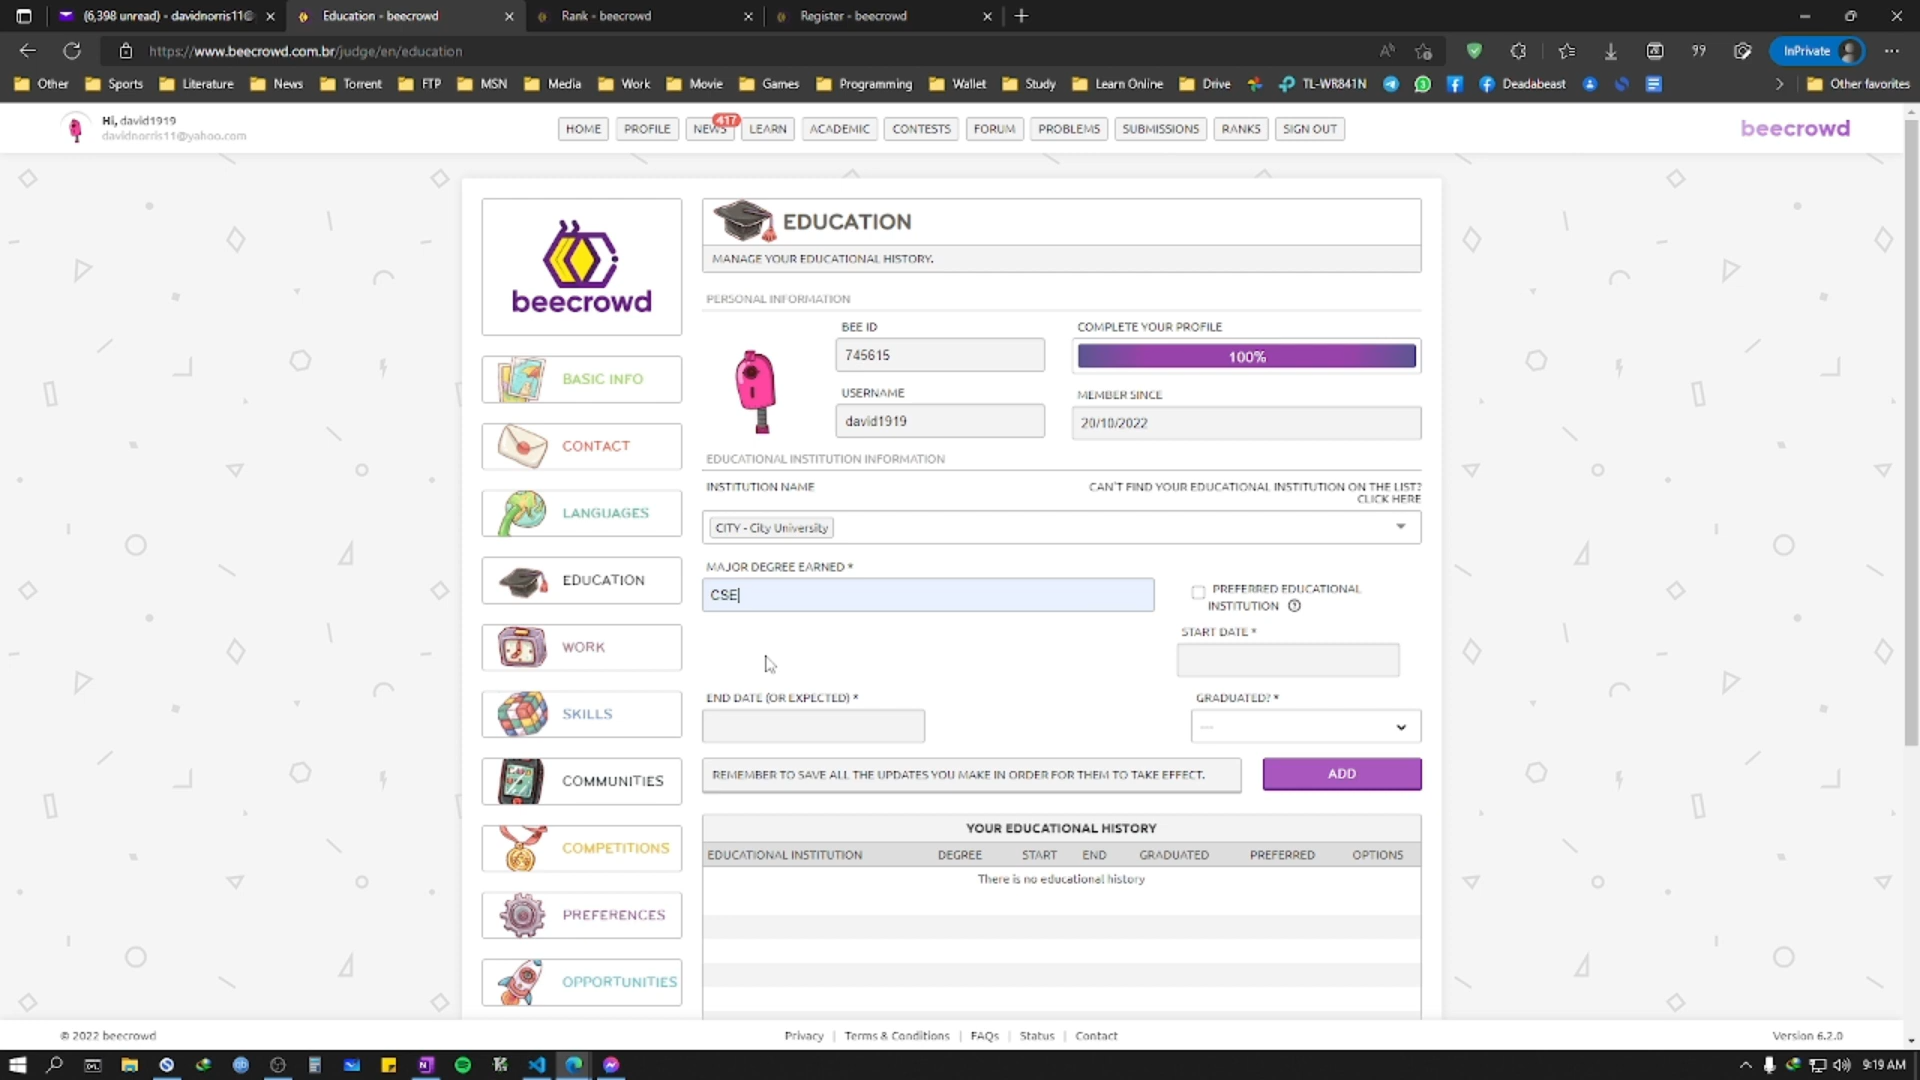 (6,398 unread) - davidnorris11@
Education - beecrowd
Rank - beecrowd
Register - beecrowd
https://www.beecrowd.com.br/judge/en/education
InPrivate
Other
Sports
Literature
News
Torrent
FTP
MSN
Media
Work
Movie
Games
Programming
Wallet
Study
Learn Online
Drive
TL-WR841N
Deadabeast
Other favorites
Hi, david1919
davidnorris11@yahoo.com
HOME
PROFILE
NEWS
417
LEARN
ACADEMIC
CONTESTS
FORUM
PROBLEMS
SUBMISSIONS
RANKS
SIGN OUT
beecrowd
beecrowd
BASIC INFO
CONTACT
LANGUAGES
EDUCATION
WORK
SKILLS
COMMUNITIES
COMPETITIONS
PREFERENCES
OPPORTUNITIES
EDUCATION
MANAGE YOUR EDUCATIONAL HISTORY.
PERSONAL INFORMATION
BEE ID
745615
COMPLETE YOUR PROFILE
100%
USERNAME
david1919
MEMBER SINCE
20/10/2022
EDUCATIONAL INSTITUTION INFORMATION
INSTITUTION NAME
CAN'T FIND YOUR EDUCATIONAL INSTITUTION ON THE LIST?
CLICK HERE
CITY - City University
MAJOR DEGREE EARNED *
CSE
PREFERRED EDUCATIONAL
INSTITUTION
START DATE *
END DATE (OR EXPECTED) *
GRADUATED? *
---
REMEMBER TO SAVE ALL THE UPDATES YOU MAKE IN ORDER FOR THEM TO TAKE EFFECT.
ADD
YOUR EDUCATIONAL HISTORY
EDUCATIONAL INSTITUTION DEGREE START END GRADUATED PREFERRED OPTIONS
There is no educational history
© 2022 beecrowd
Privacy | Terms & Conditions | FAQs | Status | Contact
Version 6.2.0
9:19 AM